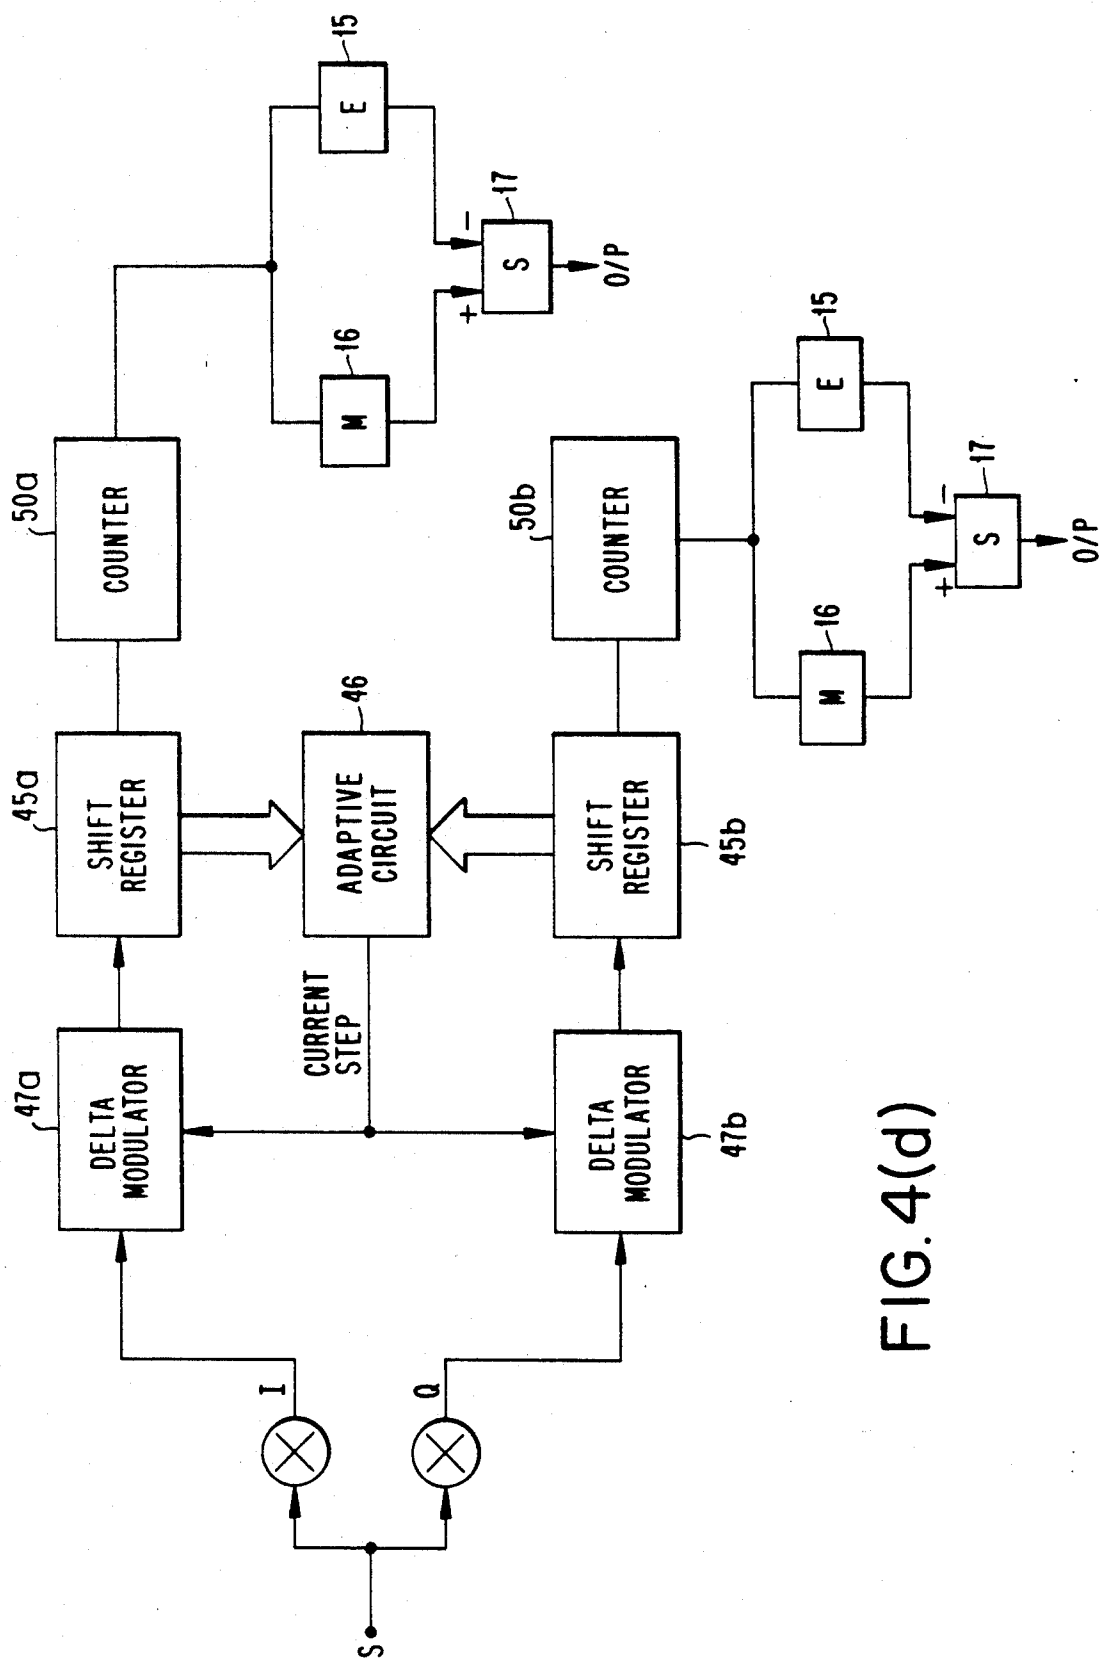 S
I
Q
47a
DELTA
MODULATOR
45a
SHIFT
REGISTER
50a
COUNTER
CURRENT
STEP
ADAPTIVE
CIRCUIT
46
DELTA
MODULATOR
47b
SHIFT
REGISTER
45b
COUNTER
50b
M
16
E
15
+
−
S
17
O/P
M
16
E
15
+
−
S
17
O/P
FIG. 4(d)